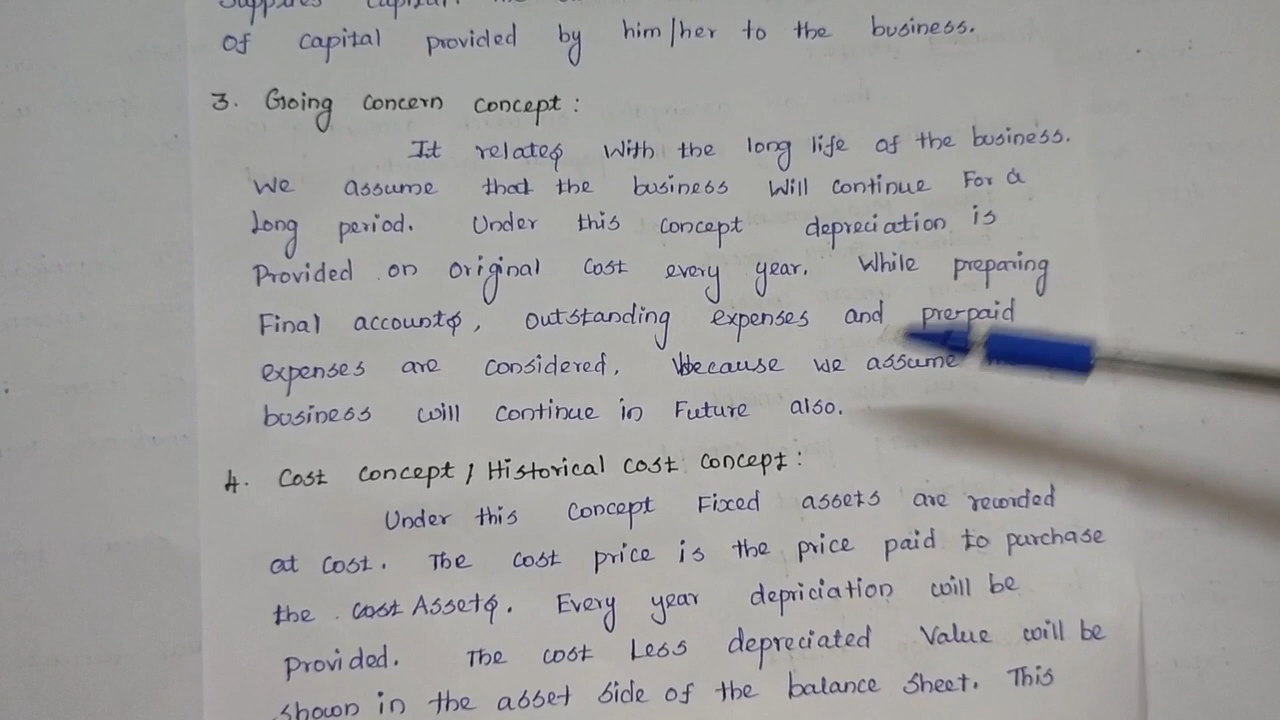 Supplies capital.
of capital provided by him/her to the business.
3. Going concern concept :
It relates with the long life of the business.
We assume that the business will continue For a
Long period. Under this concept depreciation is
Provided on original cost every year. While preparing
Final accounts, outstanding expenses and pre-paid
expenses are considered, because we assume
business will continue in Future also.
4. Cost concept / Historical cost concept :
Under this concept Fixed assets are recorded
at cost. The cost price is the price paid to purchase
the cost Assets. Every year depriciation will be
Provided. The cost Less depreciated Value will be
shown in the asset side of the balance sheet. This